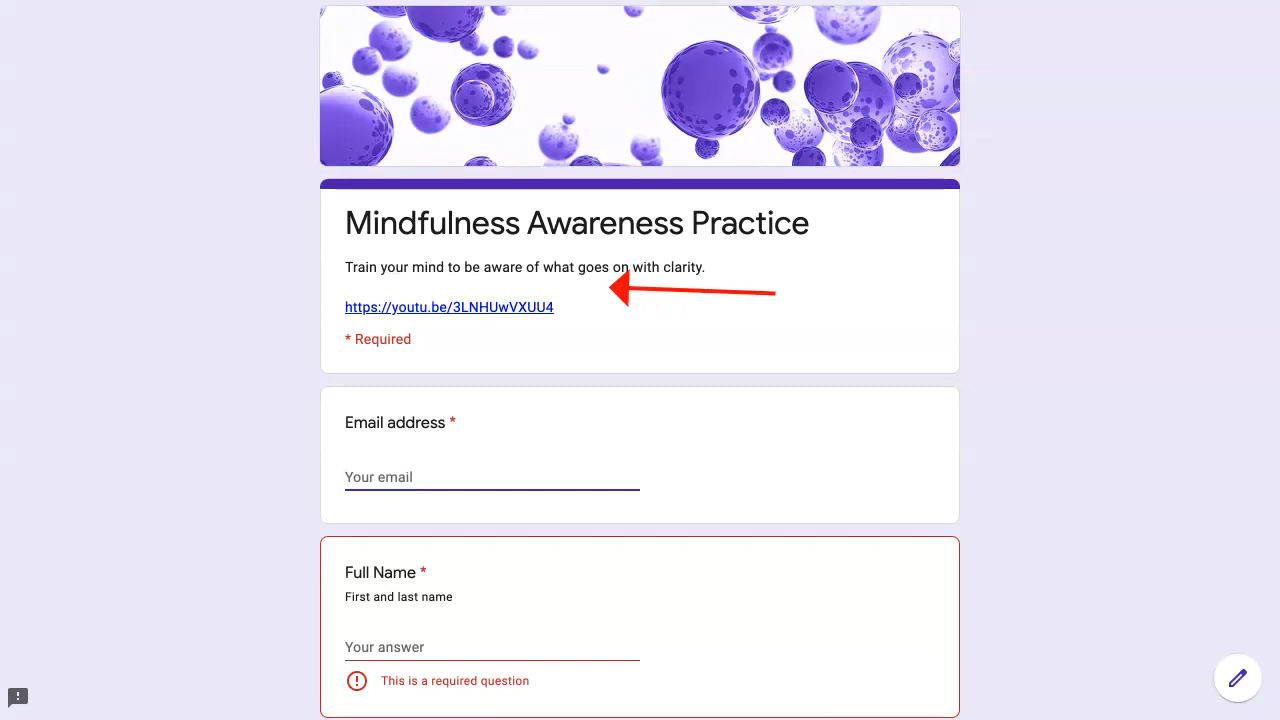 Mindfulness Awareness Practice
Train your mind to be aware of what goes on with clarity.
https://youtu.be/3LNHUwVXUU4
* Required
Email address *
Your email
Full Name *
First and last name
Your answer
This is a required question